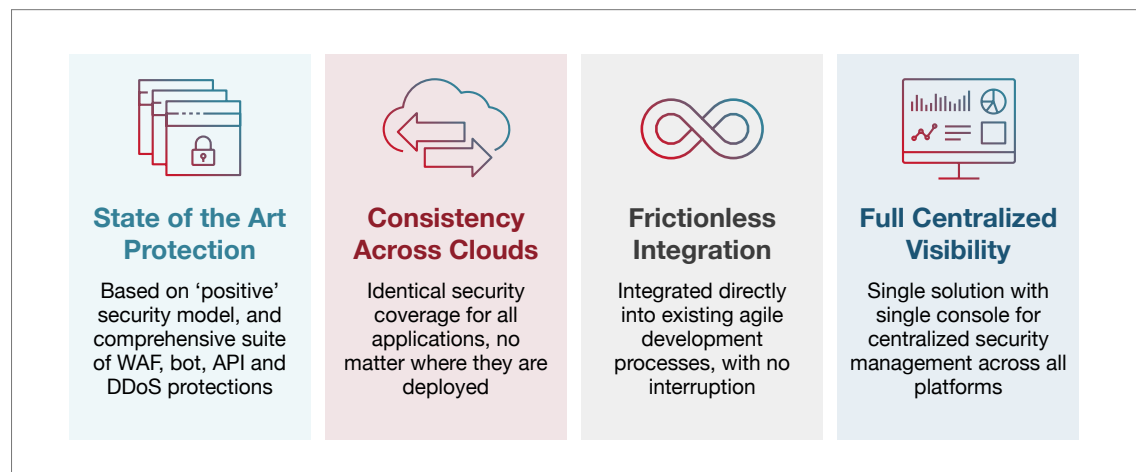 State of the Art
Protection
Based on ‘positive’
security model, and
comprehensive suite
of WAF, bot, API and
DDoS protections
Consistency
Across Clouds
Identical security
coverage for all
applications, no
matter where they are
deployed
Frictionless
Integration
Integrated directly
into existing agile
development
processes, with no
interruption
Full Centralized
Visibility
Single solution with
single console for
centralized security
management across all
platforms